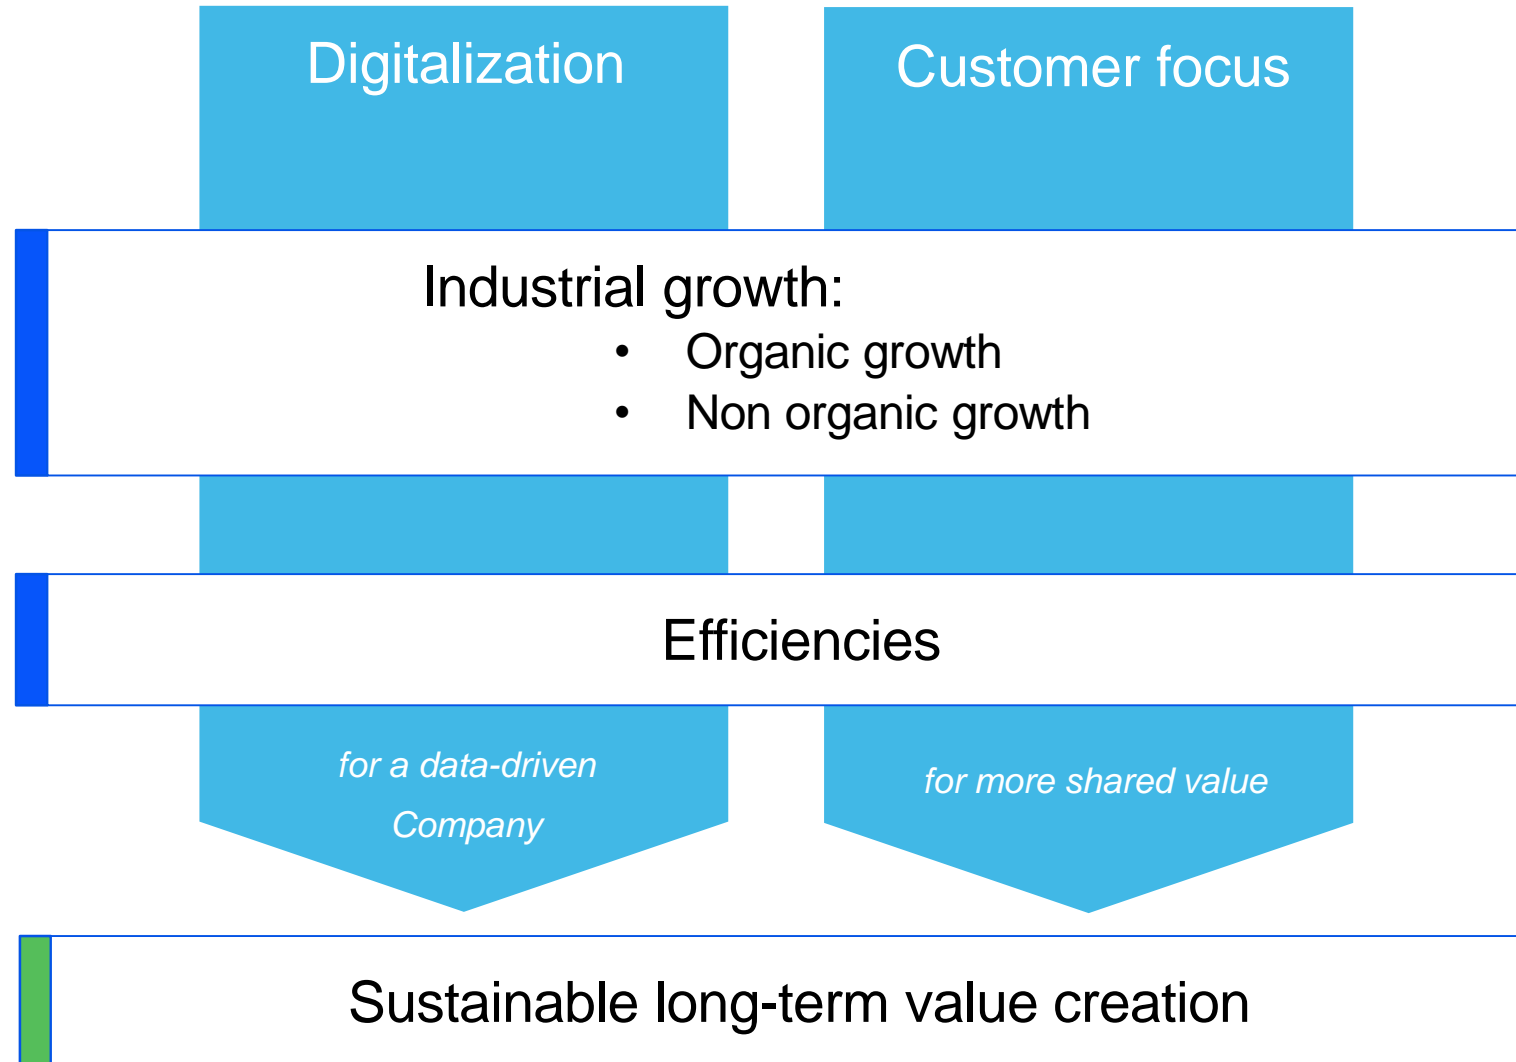 Digitalization
Customer focus
Industrial growth:
• Organic growth
• Non organic growth
Efficiencies
for a data-driven
Company
for more shared value
Sustainable long-term value creation